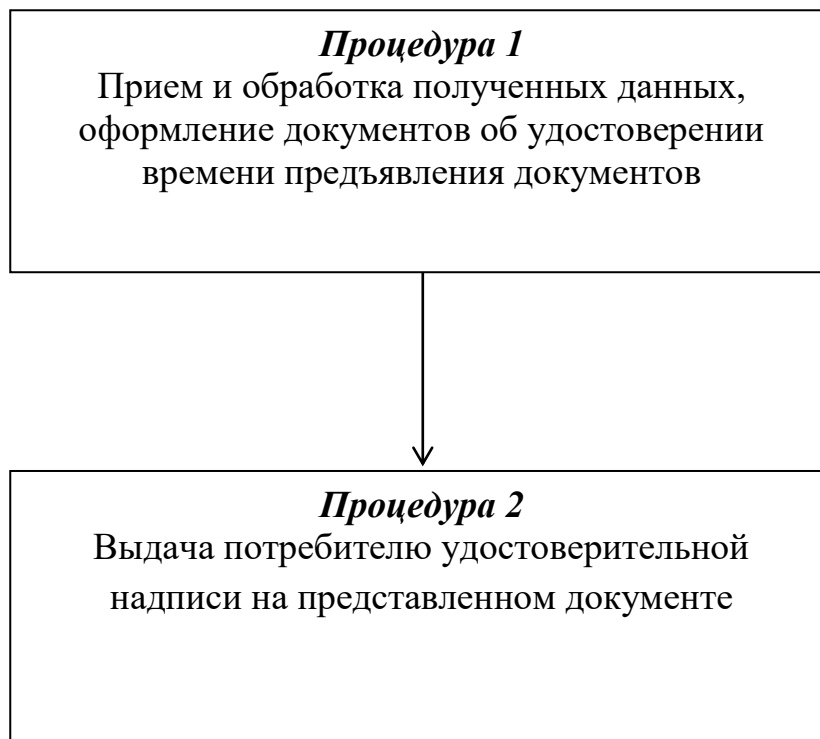 Процедура 1
Прием и обработка полученных данных,
оформление документов об удостоверении
времени предъявления документов
Процедура 2
Выдача потребителю удостоверительной
надписи на представленном документе